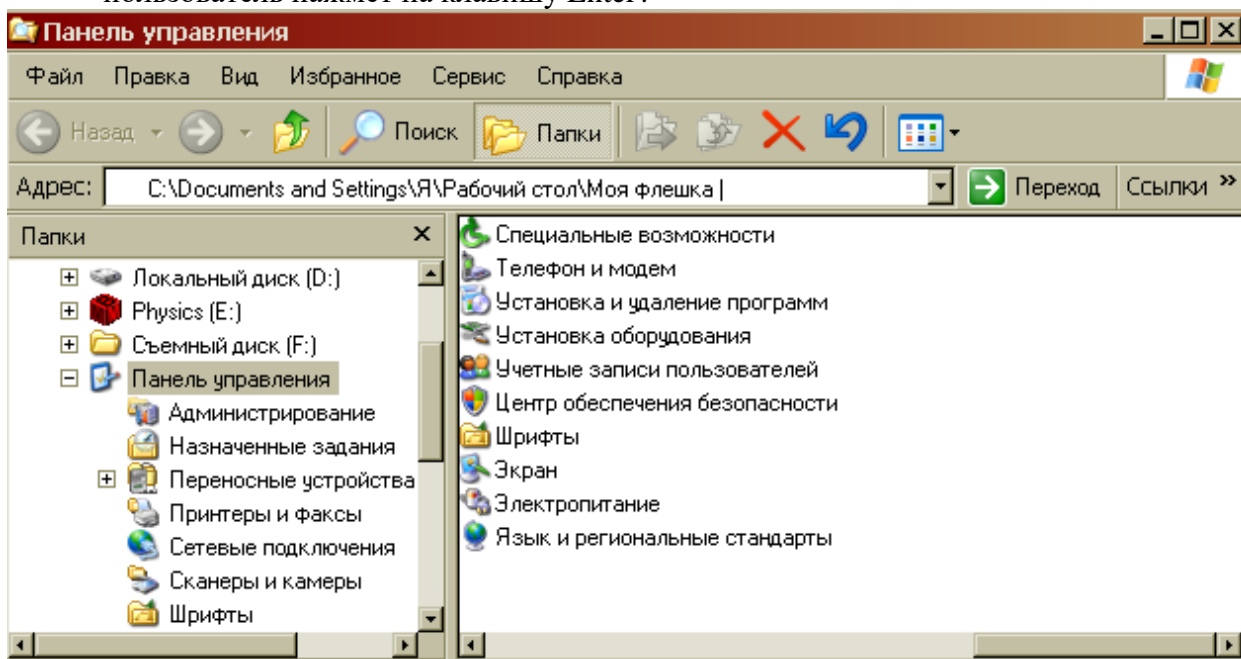 пользователь нажмет на клавишу Enter?
Панель управления
Файл Правка Вид Избранное Сервис Справка
Назад Поиск Папки
Адрес: C:\Documents and Settings\Я\Рабочий стол\Моя флешка Переход Ссылки »
Папки
Локальный диск (D:)
Physics (E:)
Съемный диск (F:)
Панель управления
Администрирование
Назначенные задания
Переносные устройства
Принтеры и факсы
Сетевые подключения
Сканеры и камеры
Шрифты
Специальные возможности
Телефон и модем
Установка и удаление программ
Установка оборудования
Учетные записи пользователей
Центр обеспечения безопасности
Шрифты
Экран
Электропитание
Язык и региональные стандарты